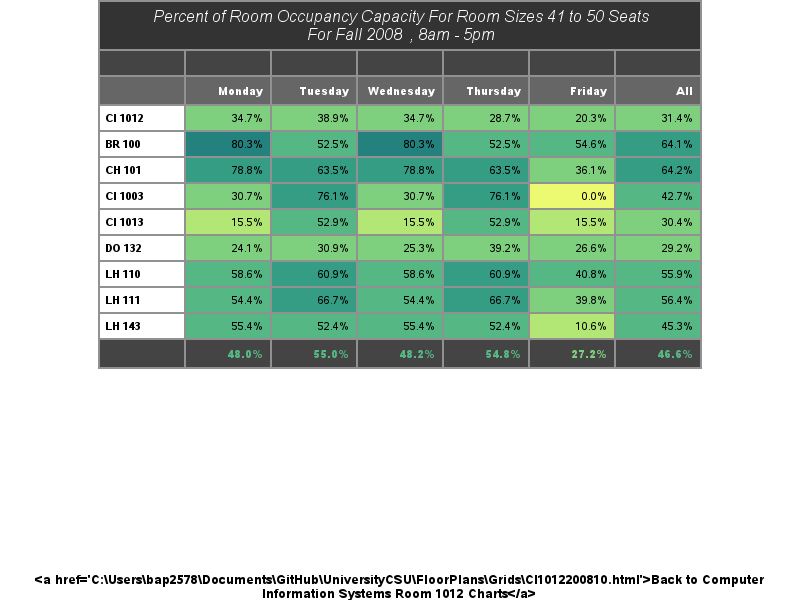 Percent of Room Occupancy Capacity For Room Sizes 41 to 50 Seats
For Fall 2008 , 8am - 5pm
Monday Tuesday Wednesday Thursday Friday All
CI 1012 34.7% 38.9% 34.7% 28.7% 20.3% 31.4%
BR 100 80.3% 52.5% 80.3% 52.5% 54.6% 64.1%
CH 101 78.8% 63.5% 78.8% 63.5% 36.1% 64.2%
CI 1003 30.7% 76.1% 30.7% 76.1% 0.0% 42.7%
CI 1013 15.5% 52.9% 15.5% 52.9% 15.5% 30.4%
DO 132 24.1% 30.9% 25.3% 39.2% 26.6% 29.2%
LH 110 58.6% 60.9% 58.6% 60.9% 40.8% 55.9%
LH 111 54.4% 66.7% 54.4% 66.7% 39.8% 56.4%
LH 143 55.4% 52.4% 55.4% 52.4% 10.6% 45.3%
48.0% 55.0% 48.2% 54.8% 27.2% 46.6%
<a href='C:\Users\bap2578\Documents\GitHub\UniversityCSU\FloorPlans\Grids\CI1012200810.html'>Back to Computer
Information Systems Room 1012 Charts</a>